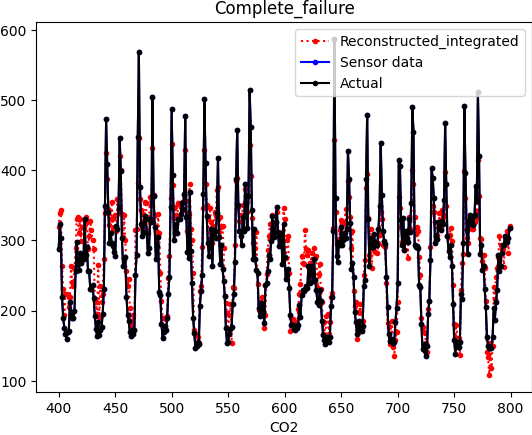 Complete_failure
Reconstructed_integrated
Sensor data
Actual
600
500
400
300
200
100
400 450 500 550 600 650 700 750 800
CO2